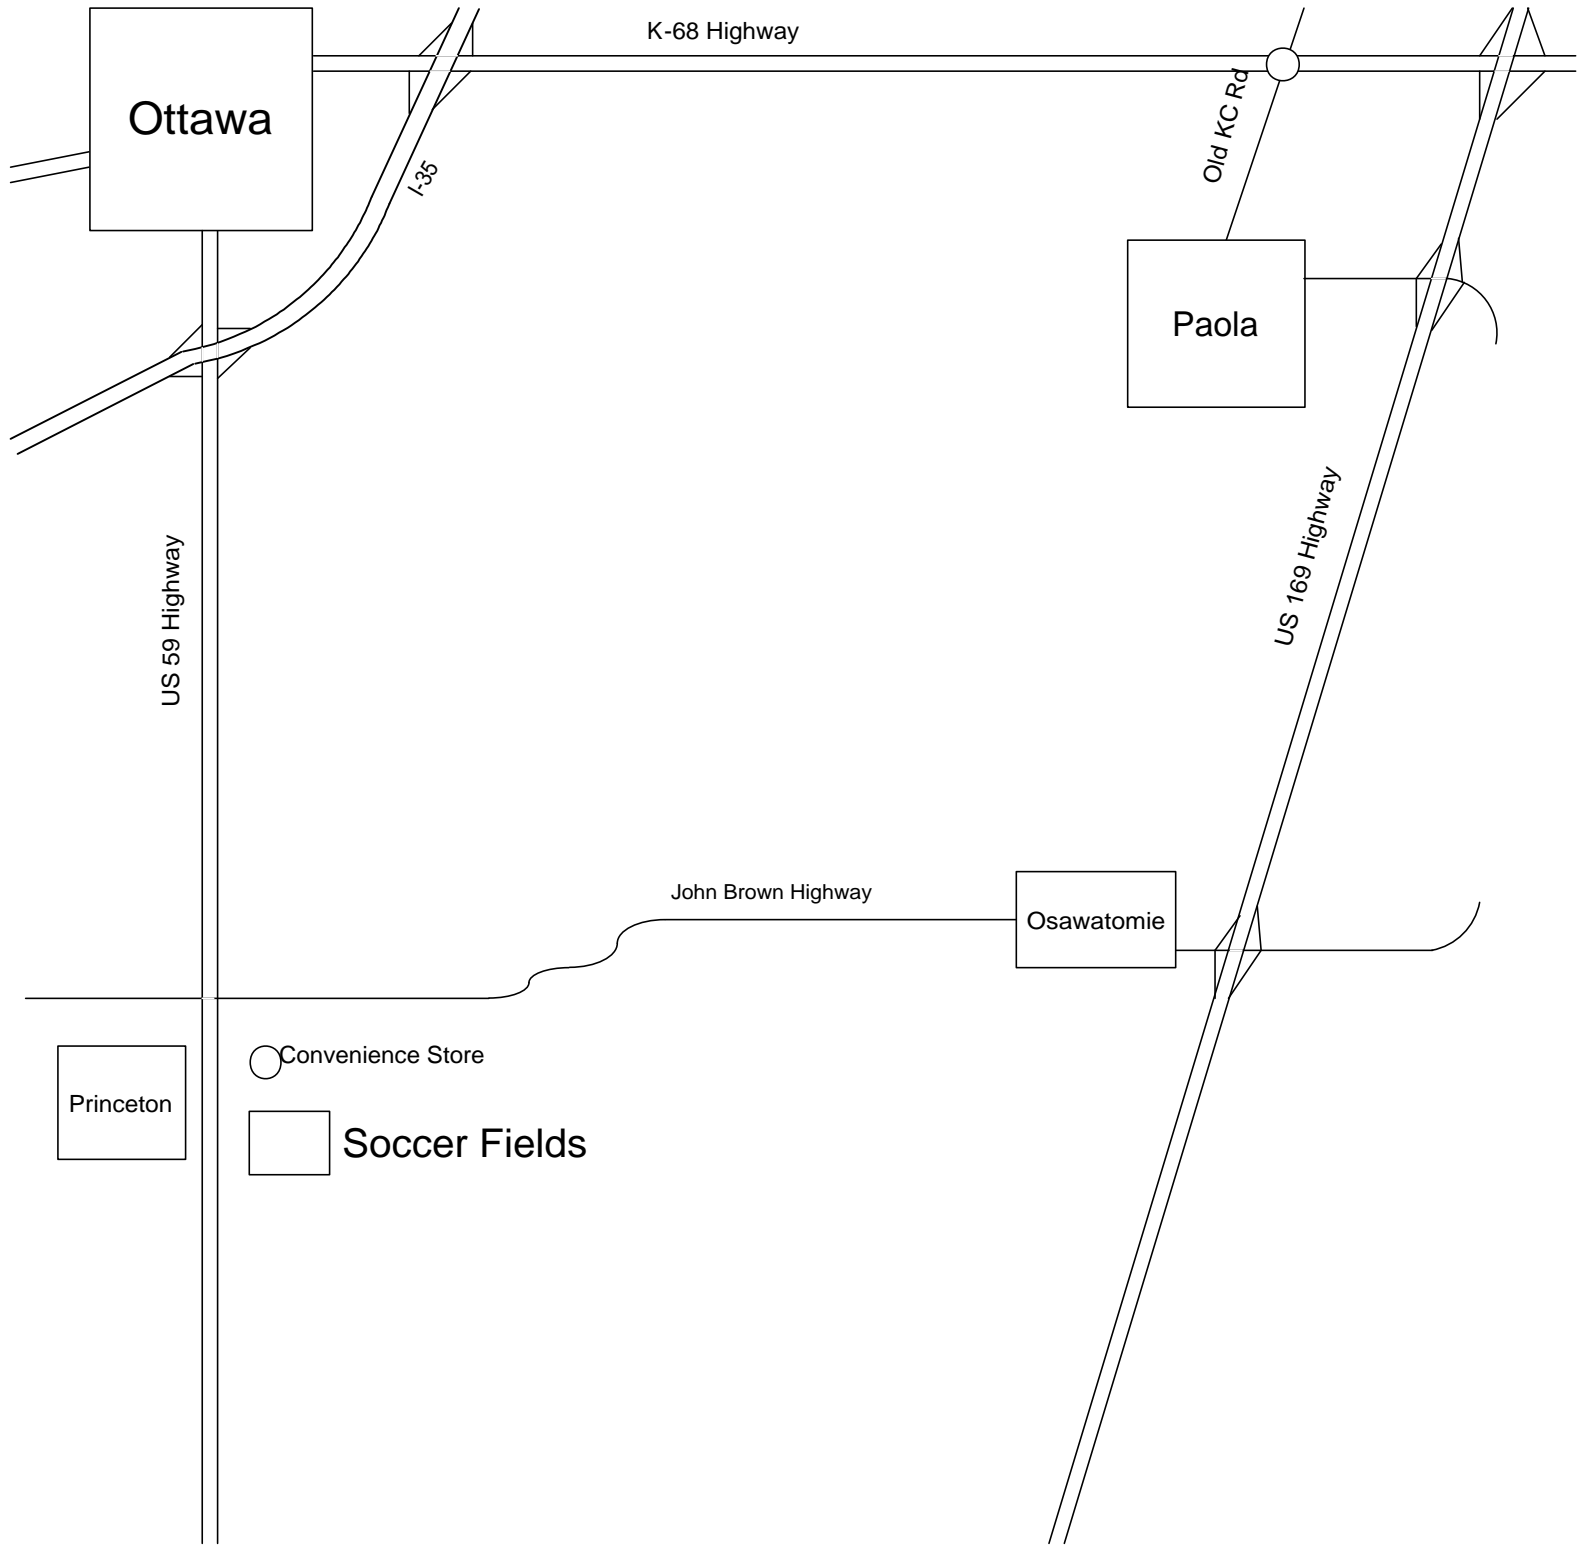 K-68 Highway
Ottawa
Old KC Rd
I-35
Paola
US 169 Highway
US 59 Highway
John Brown Highway
Osawatomie
Convenience Store
Princeton
Soccer Fields